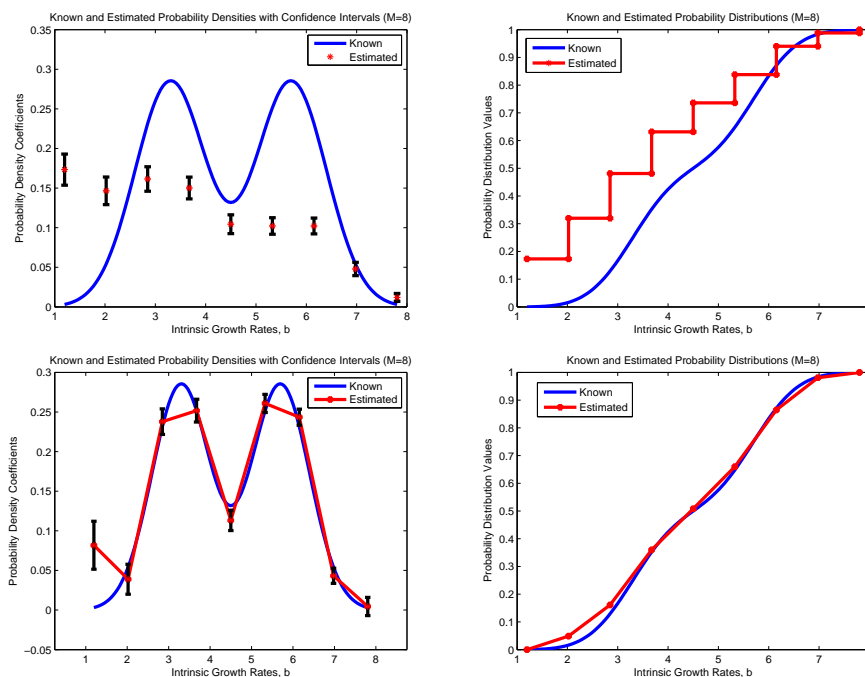 Known and Estimated Probability Densities with Confidence Intervals (M=8)
0.35
0.3
0.25
0.2
0.15
0.1
0.05
0
Probability Density Coefficients
Known
Estimated
1 2 3 4 5 6 7 8
Intrinsic Growth Rates, b
Known and Estimated Probability Distributions (M=8)
1
0.9
0.8
0.7
0.6
0.5
0.4
0.3
0.2
0.1
0
Probability Distribution Values
Known
Estimated
1 2 3 4 5 6 7
Intrinsic Growth Rates, b
Known and Estimated Probability Densities with Confidence Intervals (M=8)
0.3
0.25
0.2
0.15
0.1
0.05
0
−0.05
Probability Density Coefficients
Known
Estimated
1 2 3 4 5 6 7 8
Intrinsic Growth Rates, b
Known and Estimated Probability Distributions (M=8)
1
0.9
0.8
0.7
0.6
0.5
0.4
0.3
0.2
0.1
0
Probability Distribution Values
Known
Estimated
1 2 3 4 5 6 7
Intrinsic Growth Rates, b